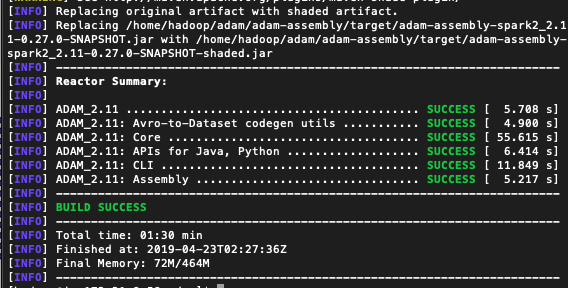 [INFO] Replacing original artifact with shaded artifact.
[INFO] Replacing /home/hadoop/adam/adam-assembly/target/adam-assembly-spark2_2.1
1-0.27.0-SNAPSHOT.jar with /home/hadoop/adam/adam-assembly/target/adam-assembly-
spark2_2.11-0.27.0-SNAPSHOT-shaded.jar
[INFO] ------------------------------------------------------------------------
[INFO] Reactor Summary:
[INFO]
[INFO] ADAM_2.11 .......................................... SUCCESS [  5.708 s]
[INFO] ADAM_2.11: Avro-to-Dataset codegen utils ........... SUCCESS [  4.900 s]
[INFO] ADAM_2.11: Core .................................... SUCCESS [ 55.615 s]
[INFO] ADAM_2.11: APIs for Java, Python ................... SUCCESS [  6.414 s]
[INFO] ADAM_2.11: CLI ..................................... SUCCESS [ 11.849 s]
[INFO] ADAM_2.11: Assembly ................................ SUCCESS [  5.217 s]
[INFO] ------------------------------------------------------------------------
[INFO] BUILD SUCCESS
[INFO] ------------------------------------------------------------------------
[INFO] Total time: 01:30 min
[INFO] Finished at: 2019-04-23T02:27:36Z
[INFO] Final Memory: 72M/464M
[INFO] ------------------------------------------------------------------------